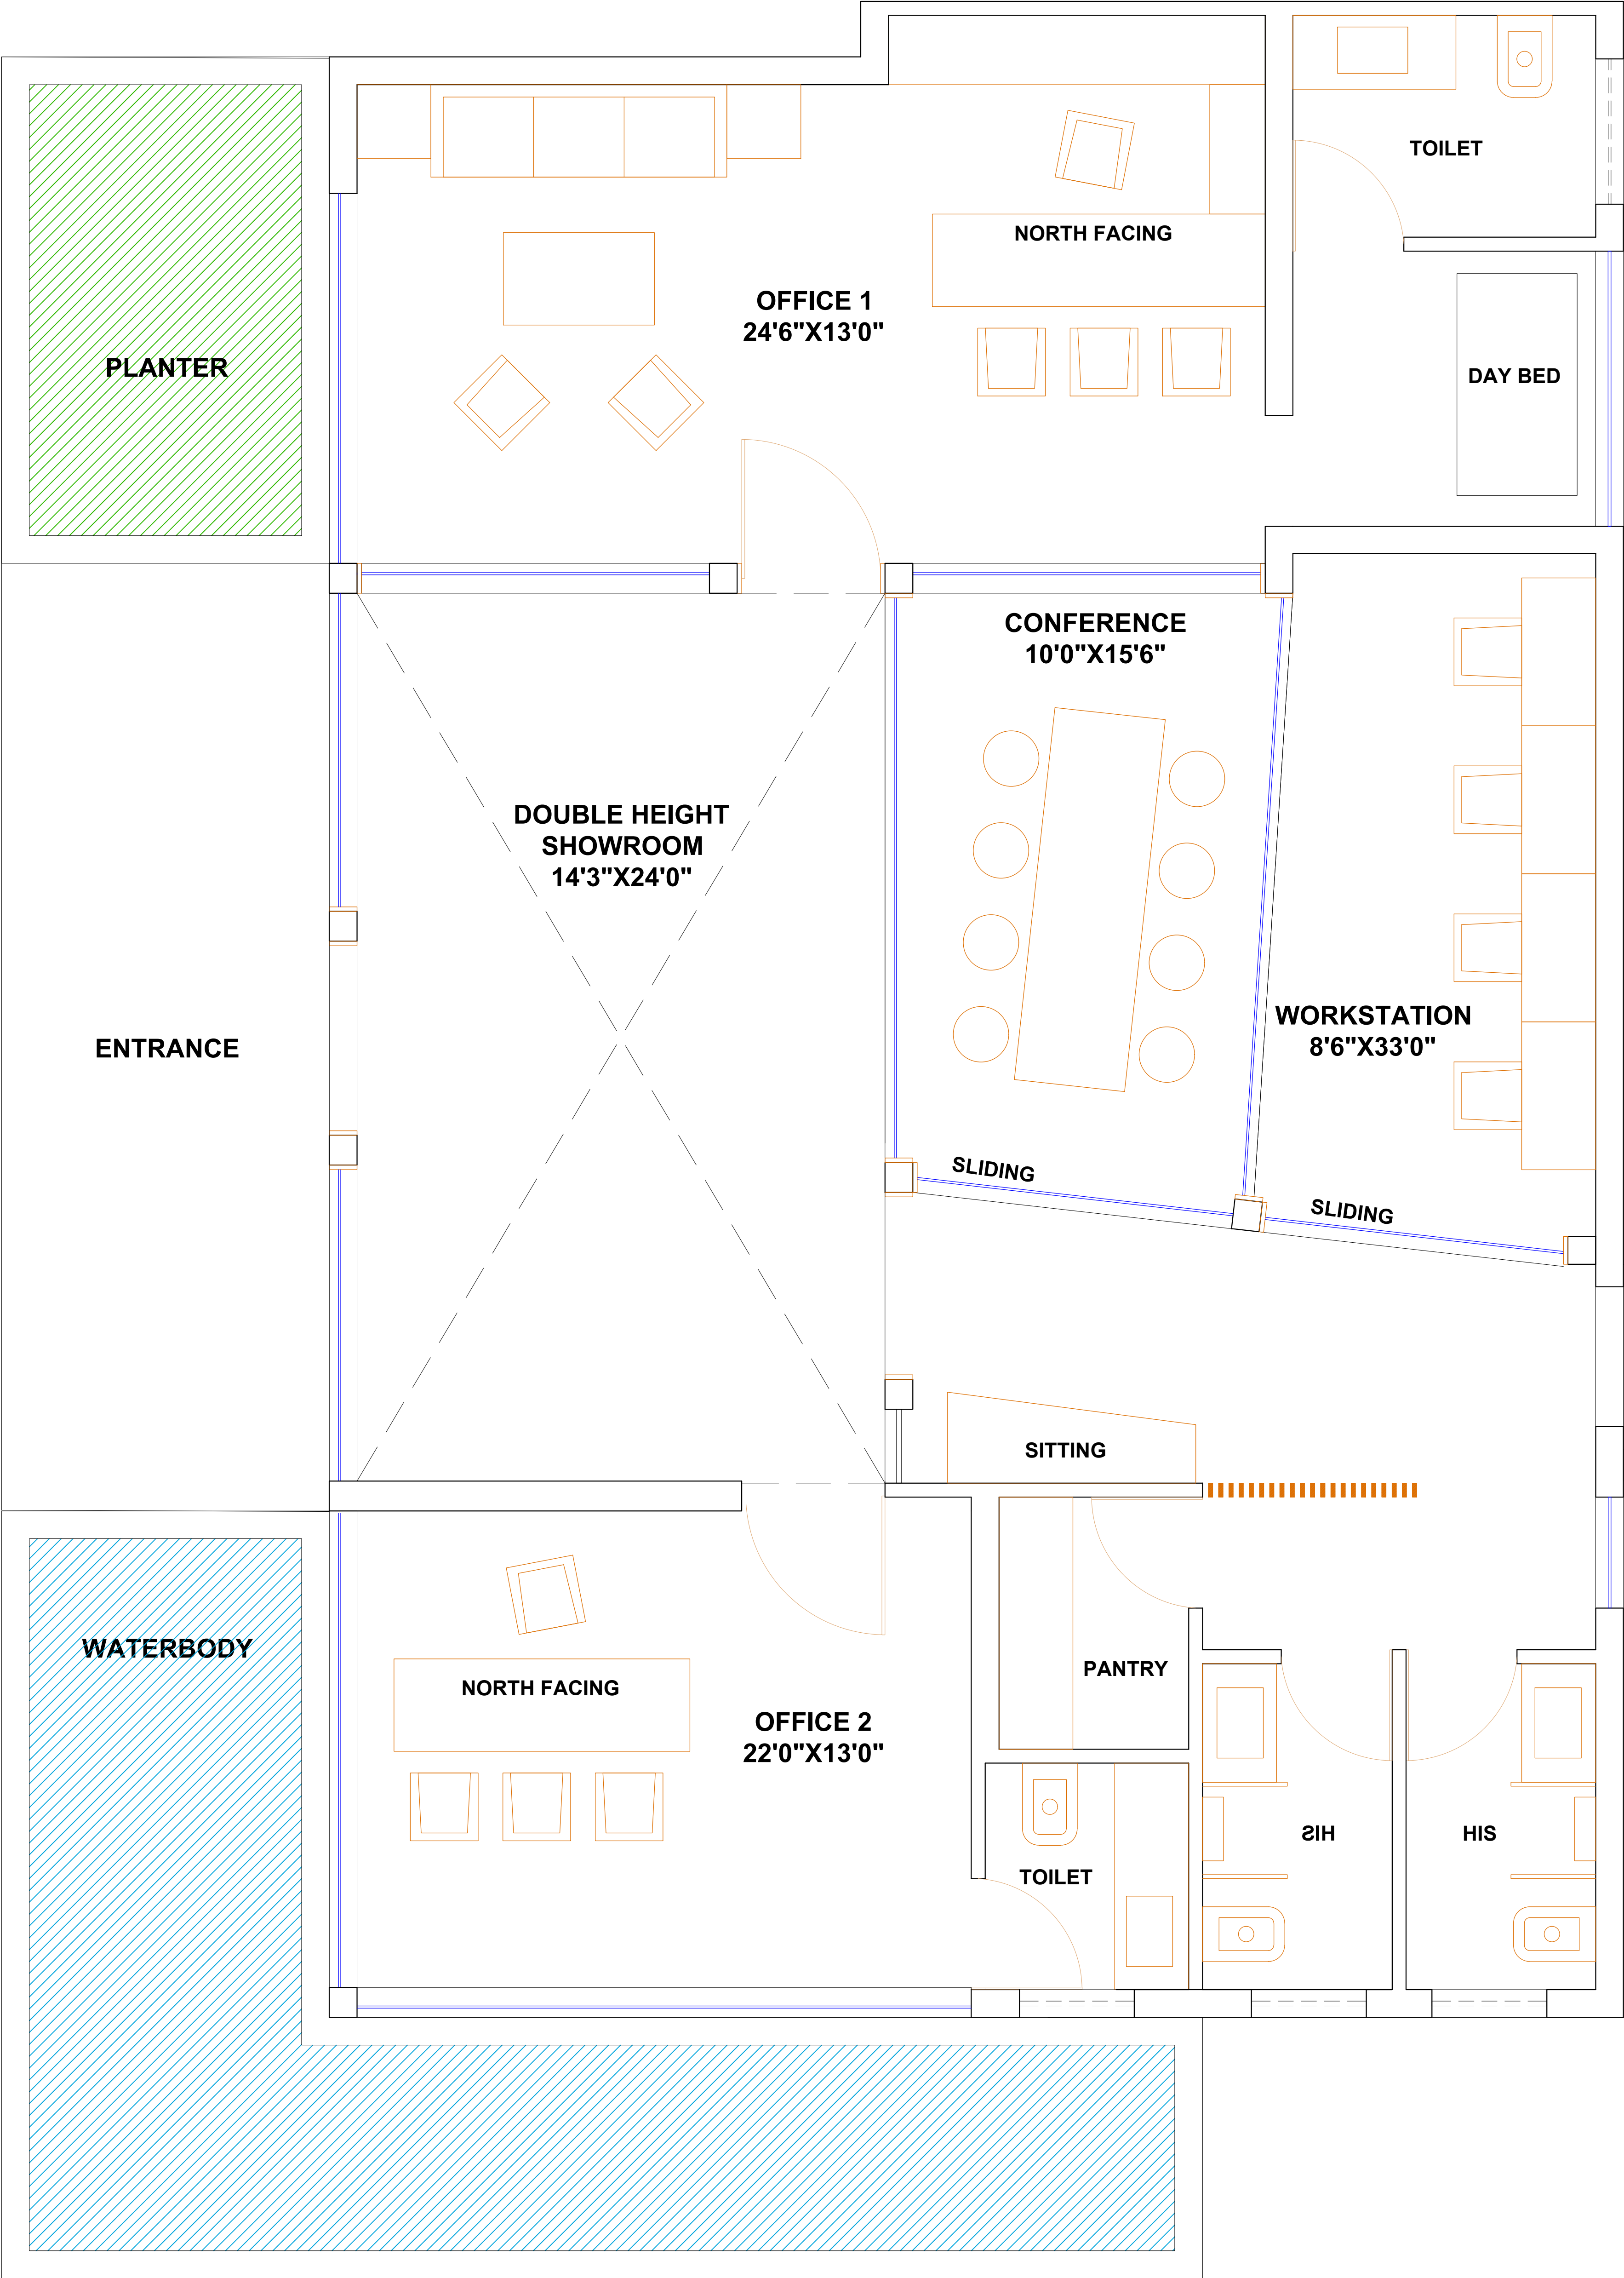 TOILET
NORTH FACING
OFFICE 1
24'6"X13'0"
PLANTER
DAY BED
CONFERENCE
10'0"X15'6"
DOUBLE HEIGHT
SHOWROOM
14'3"X24'0"
WORKSTATION
8'6"X33'0"
ENTRANCE
SLIDING
SLIDING
SITTING
WATERBODY
PANTRY
NORTH FACING
OFFICE 2
22'0"X13'0"
HIS
HIS
TOILET